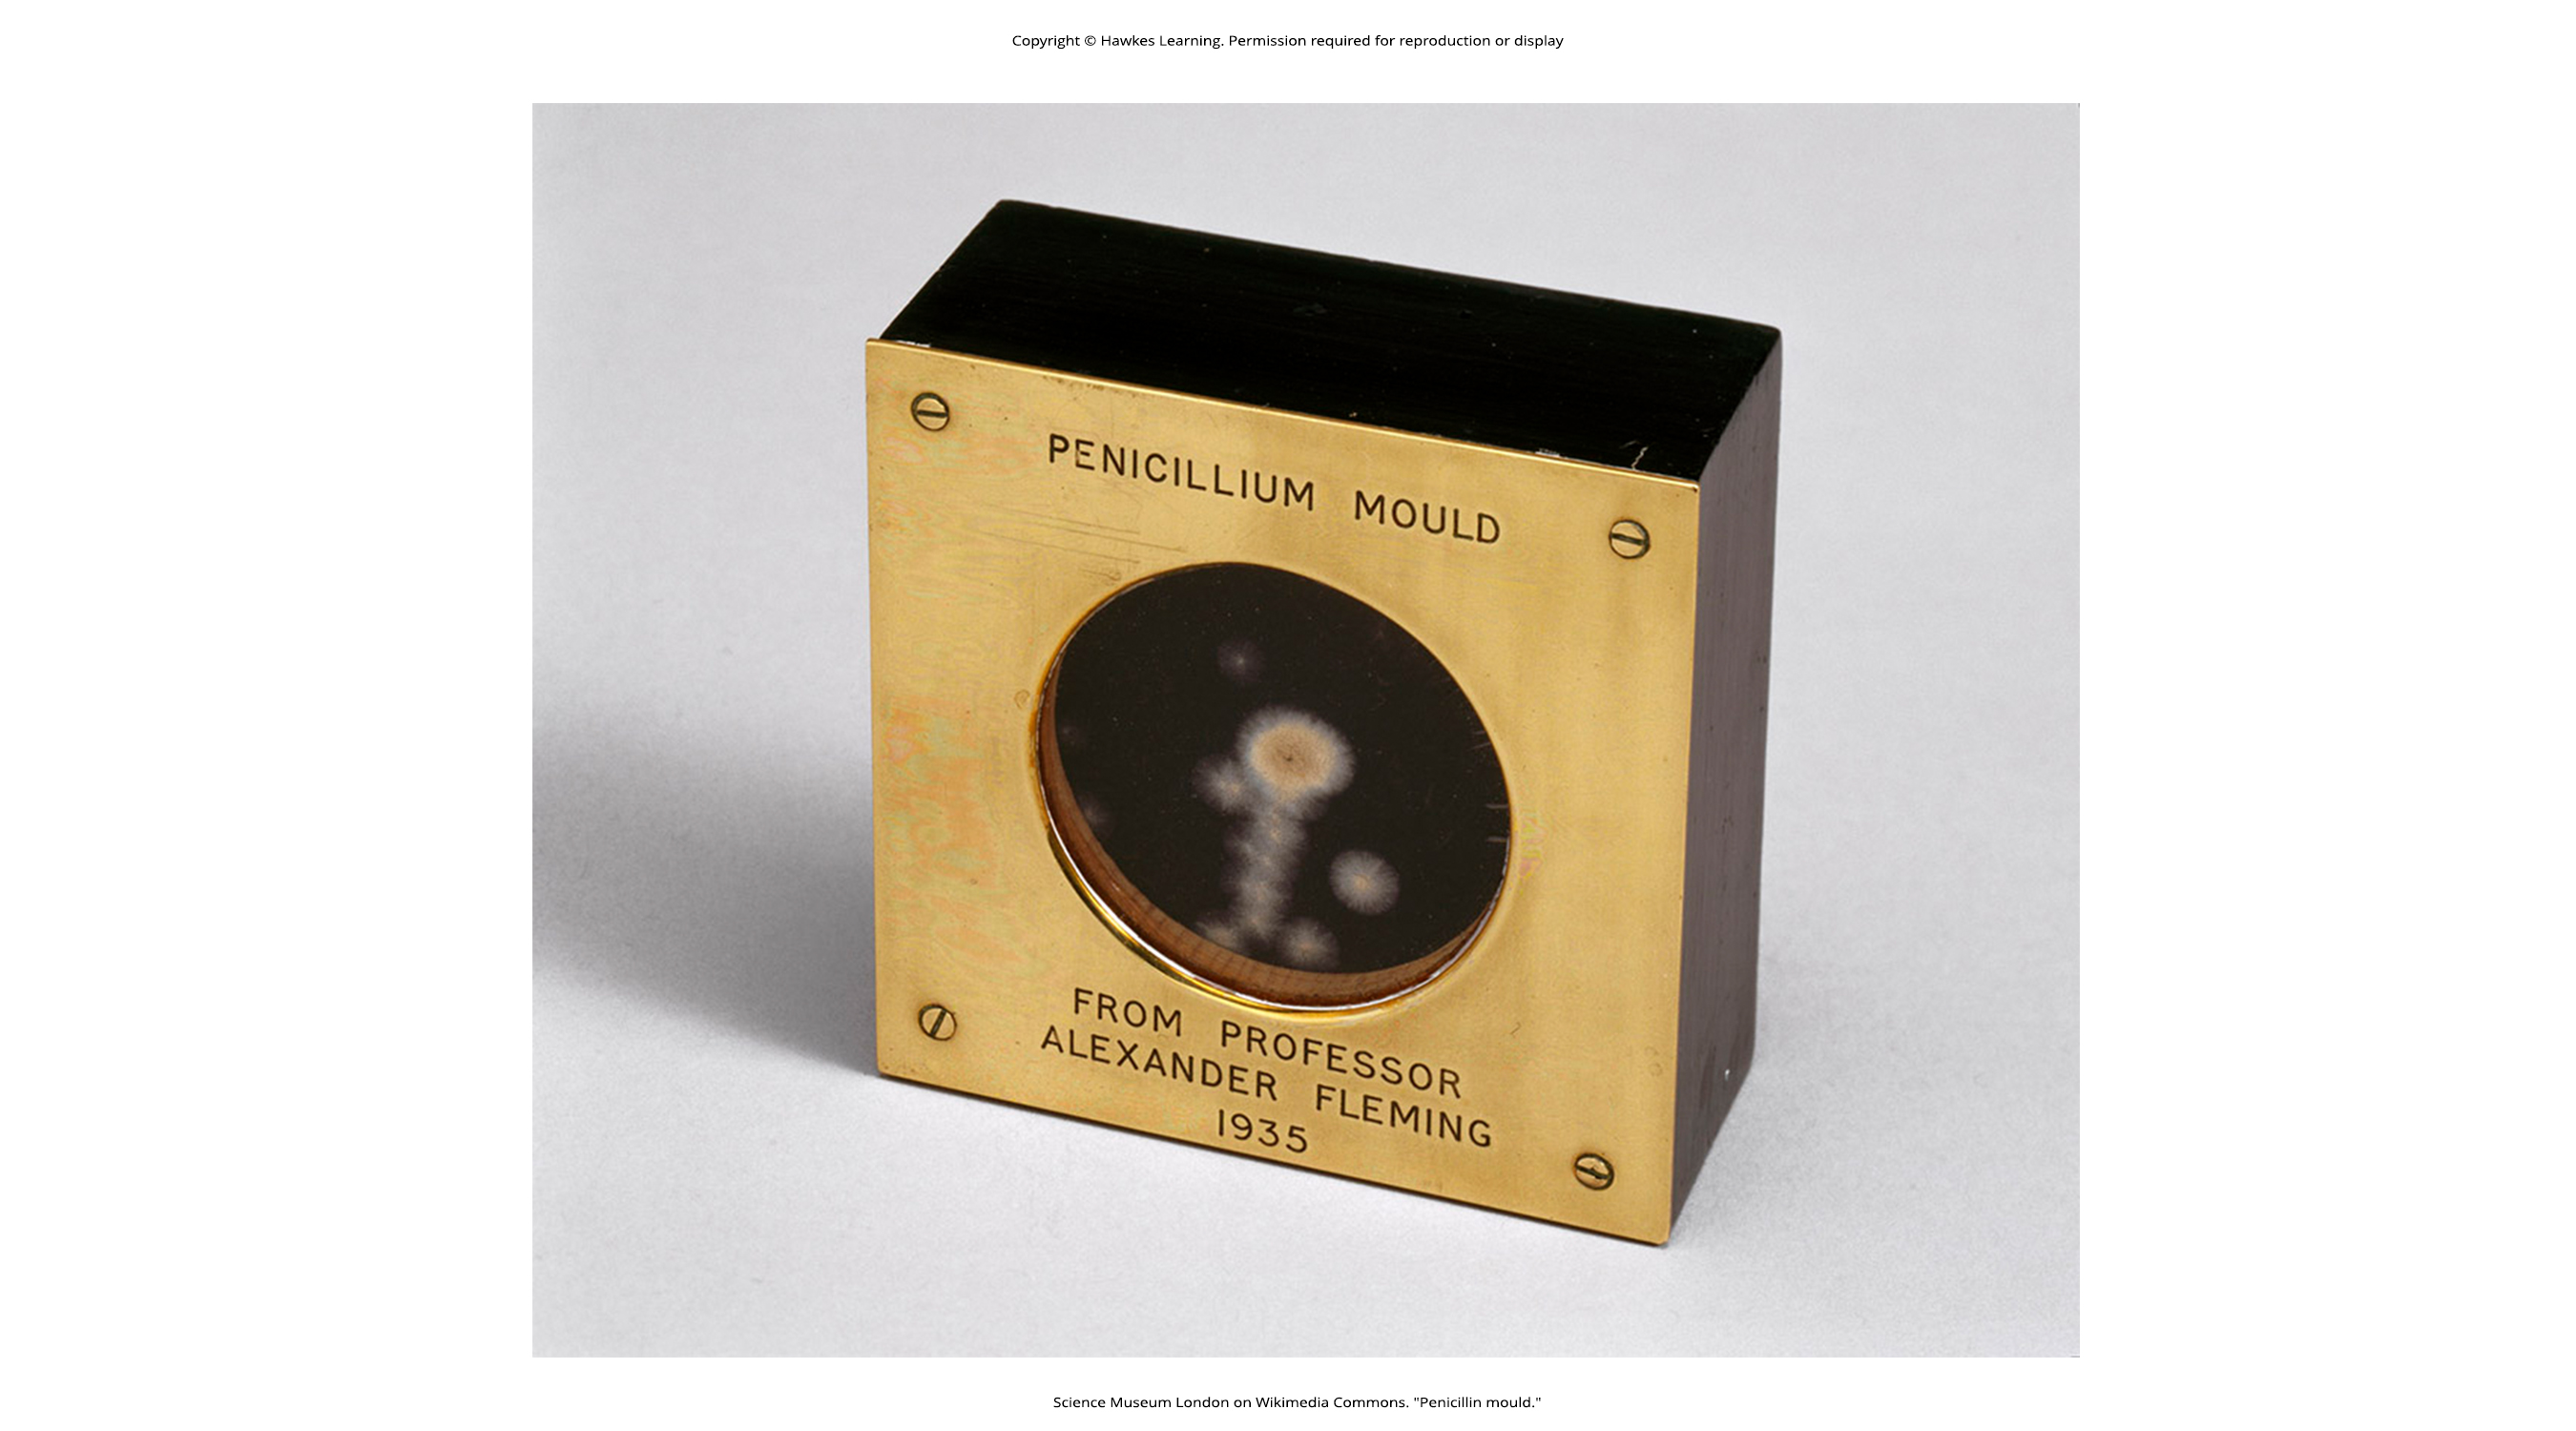 Copyright © Hawkes Learning. Permission required for reproduction or display
PENICILLIUM MOULD
FROM PROFESSOR
ALEXANDER FLEMING
1935
Science Museum London on Wikimedia Commons. "Penicillin mould."